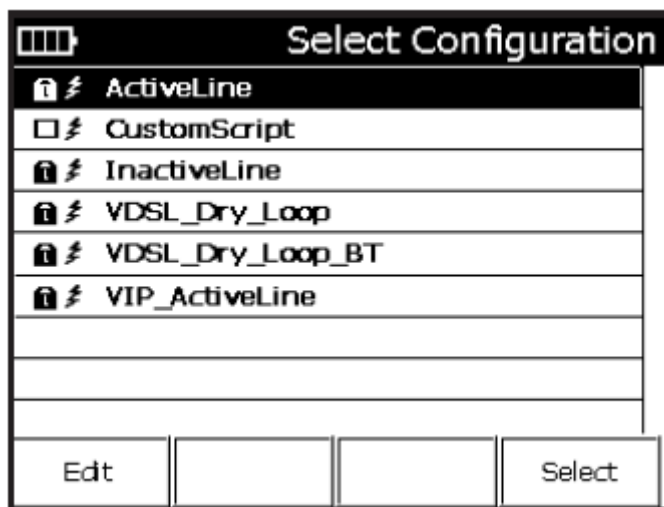 Select Configuration
ActiveLine
CustomScript
InactiveLine
VDSL_Dry_Loop
VDSL_Dry_Loop_BT
VIP_ActiveLine
Edit
Select